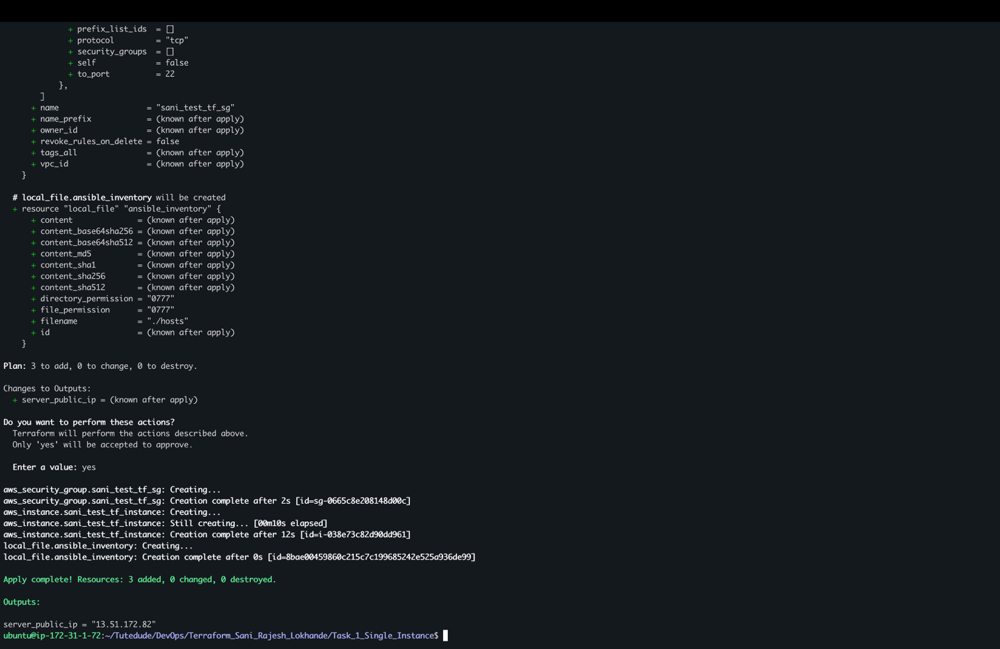 + prefix_list_ids  = []
+ protocol         = "tcp"
+ security_groups  = []
+ self             = false
+ to_port          = 22
},
]
+ name                   = "sani_test_tf_sg"
+ name_prefix            = (known after apply)
+ owner_id               = (known after apply)
+ revoke_rules_on_delete = false
+ tags_all               = (known after apply)
+ vpc_id                 = (known after apply)
}
# local_file.ansible_inventory will be created
+ resource "local_file" "ansible_inventory" {
+ content              = (known after apply)
+ content_base64sha256 = (known after apply)
+ content_base64sha512 = (known after apply)
+ content_md5          = (known after apply)
+ content_sha1         = (known after apply)
+ content_sha256       = (known after apply)
+ content_sha512       = (known after apply)
+ directory_permission = "0777"
+ file_permission      = "0777"
+ filename             = "./hosts"
+ id                   = (known after apply)
}
Plan: 3 to add, 0 to change, 0 to destroy.
Changes to Outputs:
+ server_public_ip = (known after apply)
Do you want to perform these actions?
Terraform will perform the actions described above.
Only 'yes' will be accepted to approve.
Enter a value: yes
aws_security_group.sani_test_tf_sg: Creating...
aws_security_group.sani_test_tf_sg: Creation complete after 2s [id=sg-0665c8e208148d00c]
aws_instance.sani_test_tf_instance: Creating...
aws_instance.sani_test_tf_instance: Still creating... [00m10s elapsed]
aws_instance.sani_test_tf_instance: Creation complete after 12s [id=i-038e73c82d90dd961]
local_file.ansible_inventory: Creating...
local_file.ansible_inventory: Creation complete after 0s [id=8bae00459860c215c7c199685242e525a936de99]
Apply complete! Resources: 3 added, 0 changed, 0 destroyed.
Outputs:
server_public_ip = "13.51.172.82"
ubuntu@ip-172-31-1-72:~/Tutedude/DevOps/Terraform_Sani_Rajesh_Lokhande/Task_1_Single_Instance$